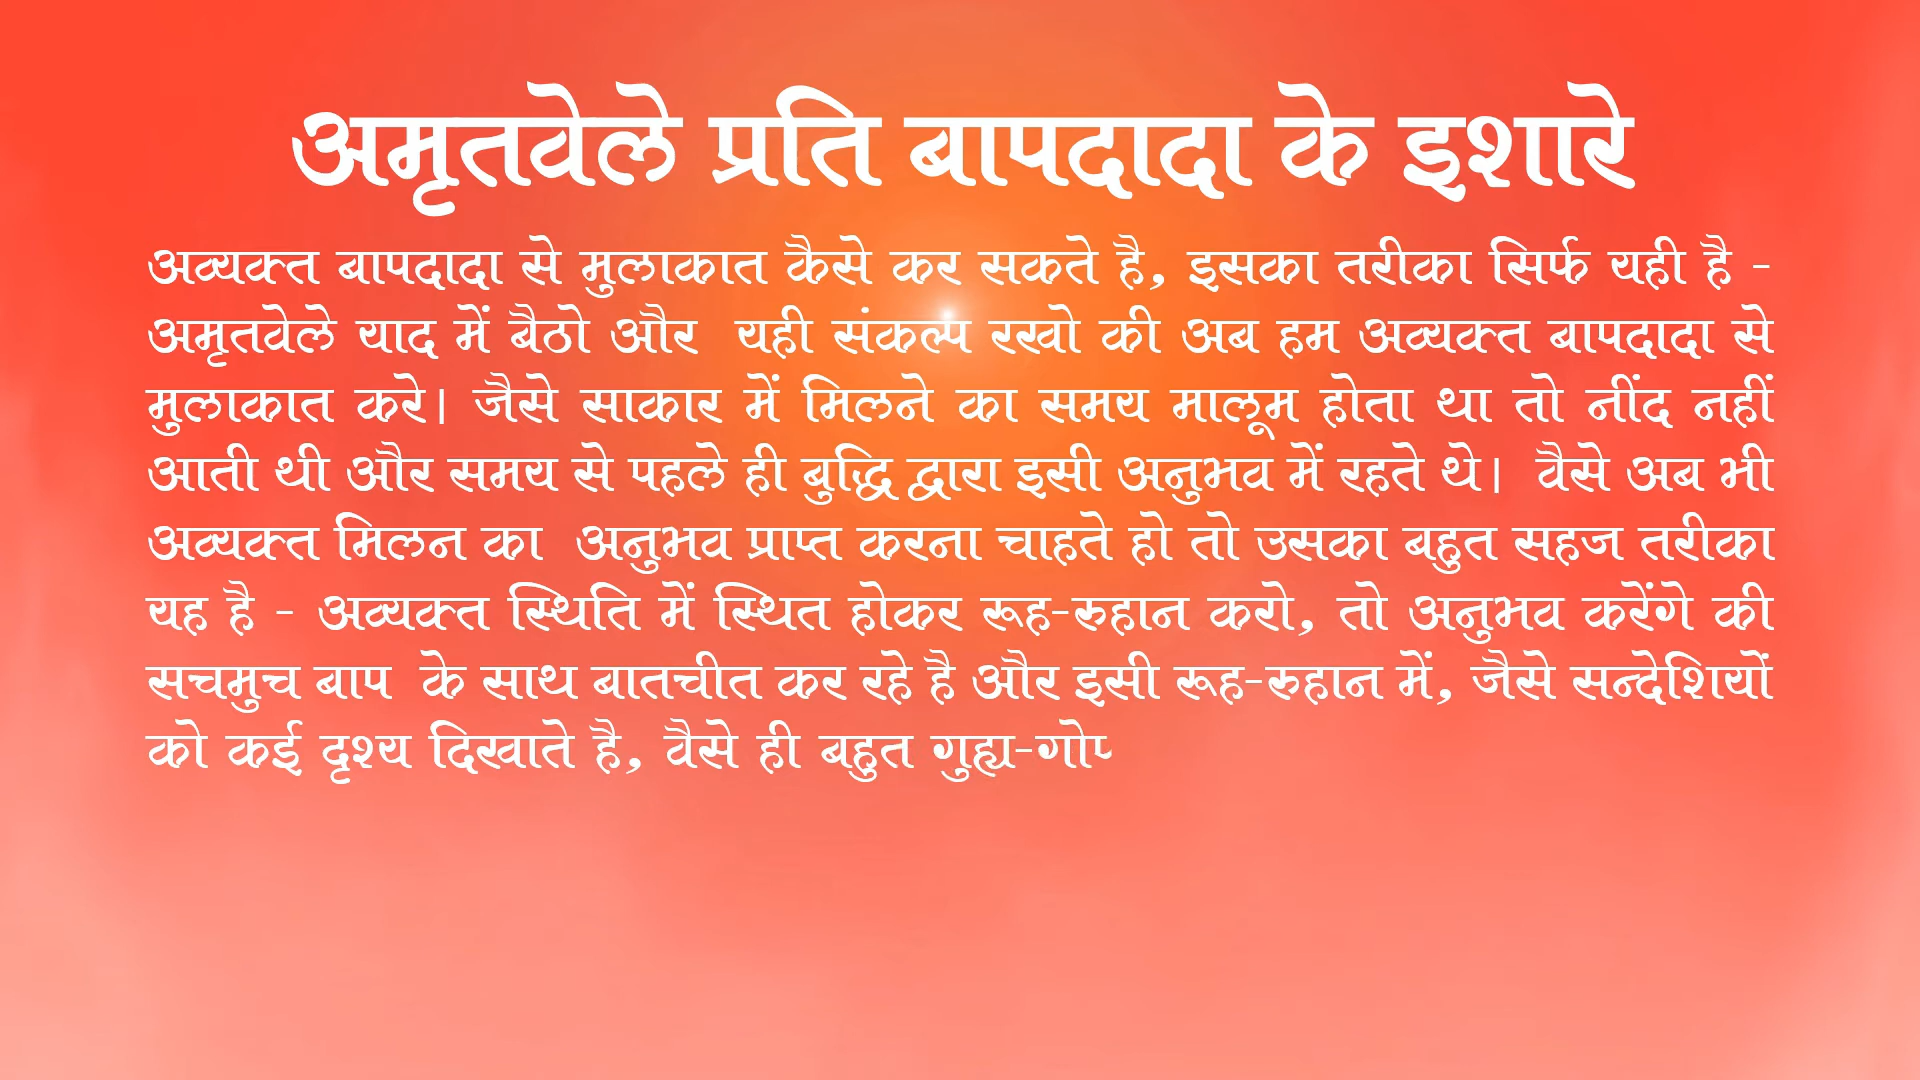 अमृतवेले प्रति बापदादा के इशारे
अव्यक्त बापदादा से मुलाकात कैसे कर सकते है, इसका तरीका सिर्फ यही है -
अमृतवेले याद में बैठो और यही संकल्प रखो की अब हम अव्यक्त बापदादा से
मुलाकात करे। जैसे साकार में मिलने का समय मालूम होता था तो नींद नहीं
आती थी और समय से पहले ही बुद्धि द्वारा इसी अनुभव में रहते थे। वैसे अब भी
अव्यक्त मिलन का अनुभव प्राप्त करना चाहते हो तो उसका बहुत सहज तरीका
यह है - अव्यक्त स्थिति में स्थित होकर रूह-रुहान करो, तो अनुभव करेंगे की
सचमुच बाप के साथ बातचीत कर रहे है और इसी रूह-रुहान में, जैसे सन्देशियों
को कई दृश्य दिखाते है, वैसे ही बहुत गुह्य-